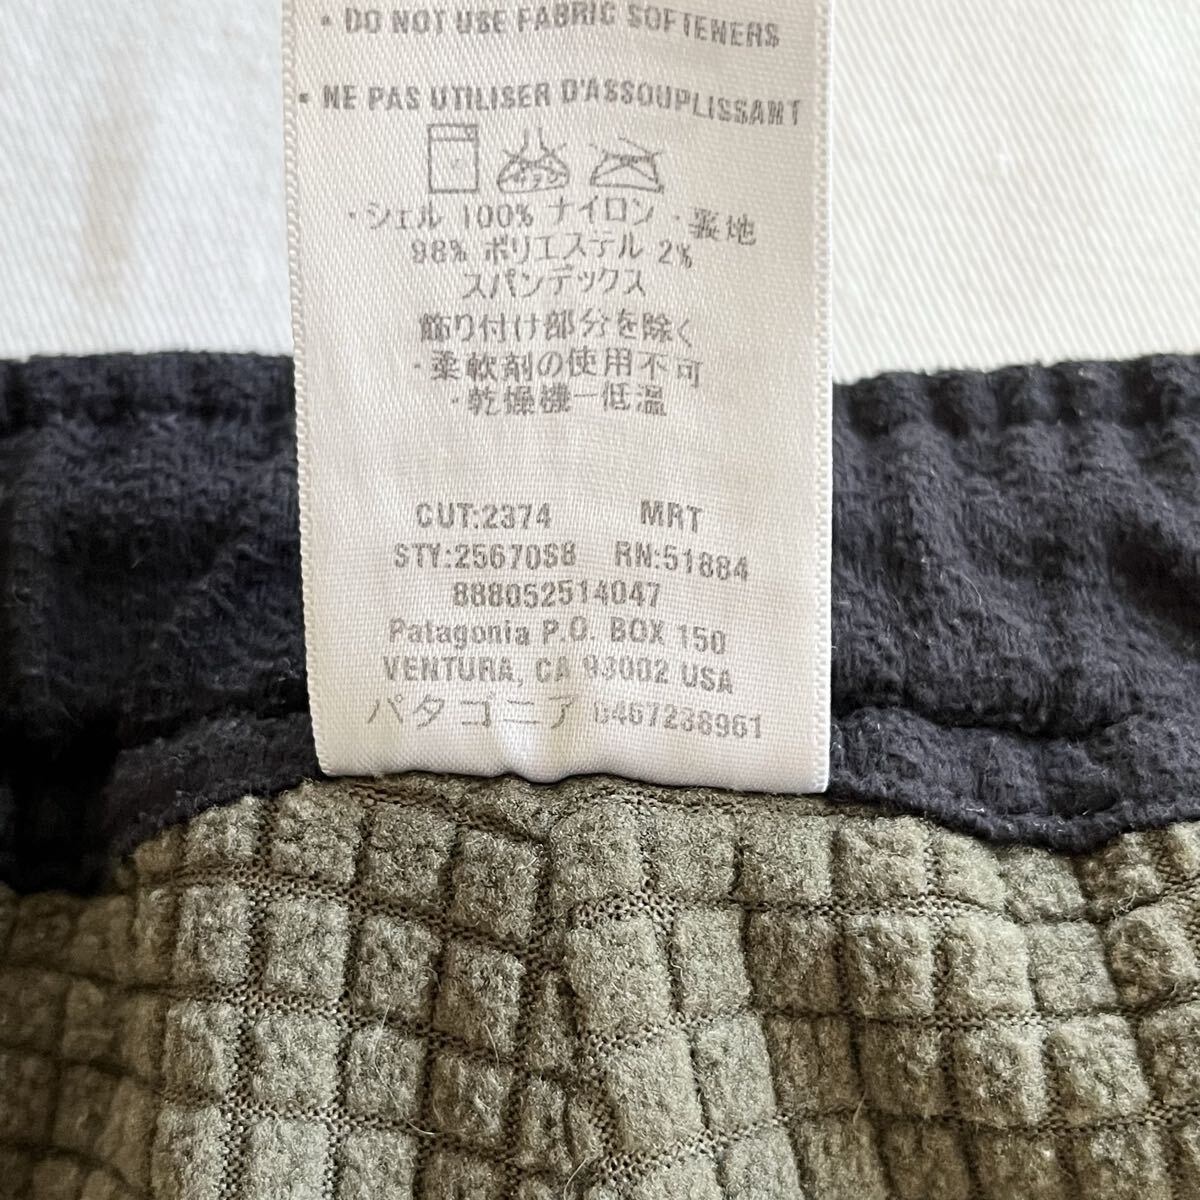 • DO NOT USE FABRIC SOFTENERS
• NE PAS UTILISER D'ASSOUPLISSANT
・シェル 100% ナイロン ・裏地
98% ポリエステル 2%
スパンデックス
飾り付け部分を除く
・柔軟剤の使用不可
・乾燥機ー低温
CUT:2374 MRT
STY:25670S8 RN:51884
888052514047
Patagonia P.O. BOX 150
VENTURA, CA 93002 USA
パタゴニア 0467238961